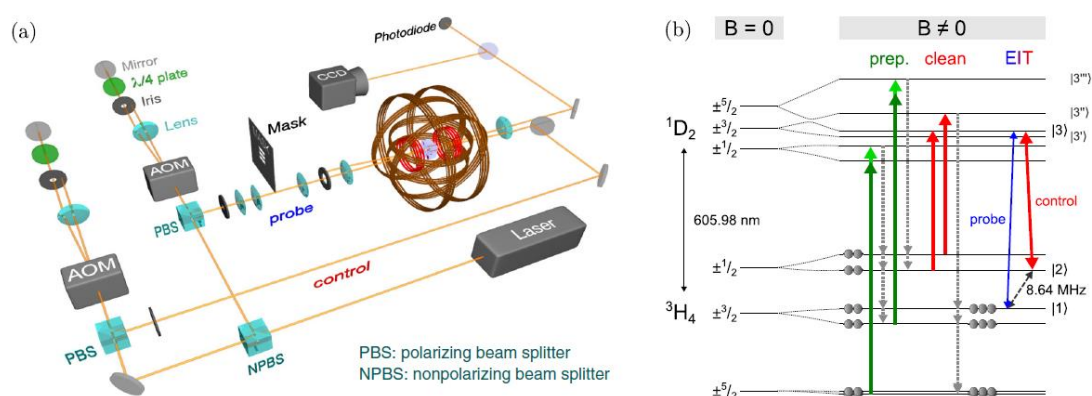 (a)
Mirror
λ/4 plate
Iris
Lens
AOM
PBS
AOM
PBS
NPBS
Mask
CCD
Photodiode
probe
control
Laser
PBS: polarizing beam splitter
NPBS: nonpolarizing beam splitter
(b)
B = 0
B ≠ 0
prep.
clean
EIT
¹D₂
±⁵/₂
±³/₂
±¹/₂
|3'''⟩
|3''⟩
|3⟩
|3'⟩
605.98 nm
probe
control
³H₄
±¹/₂
±³/₂
±⁵/₂
|2⟩
8.64 MHz
|1⟩